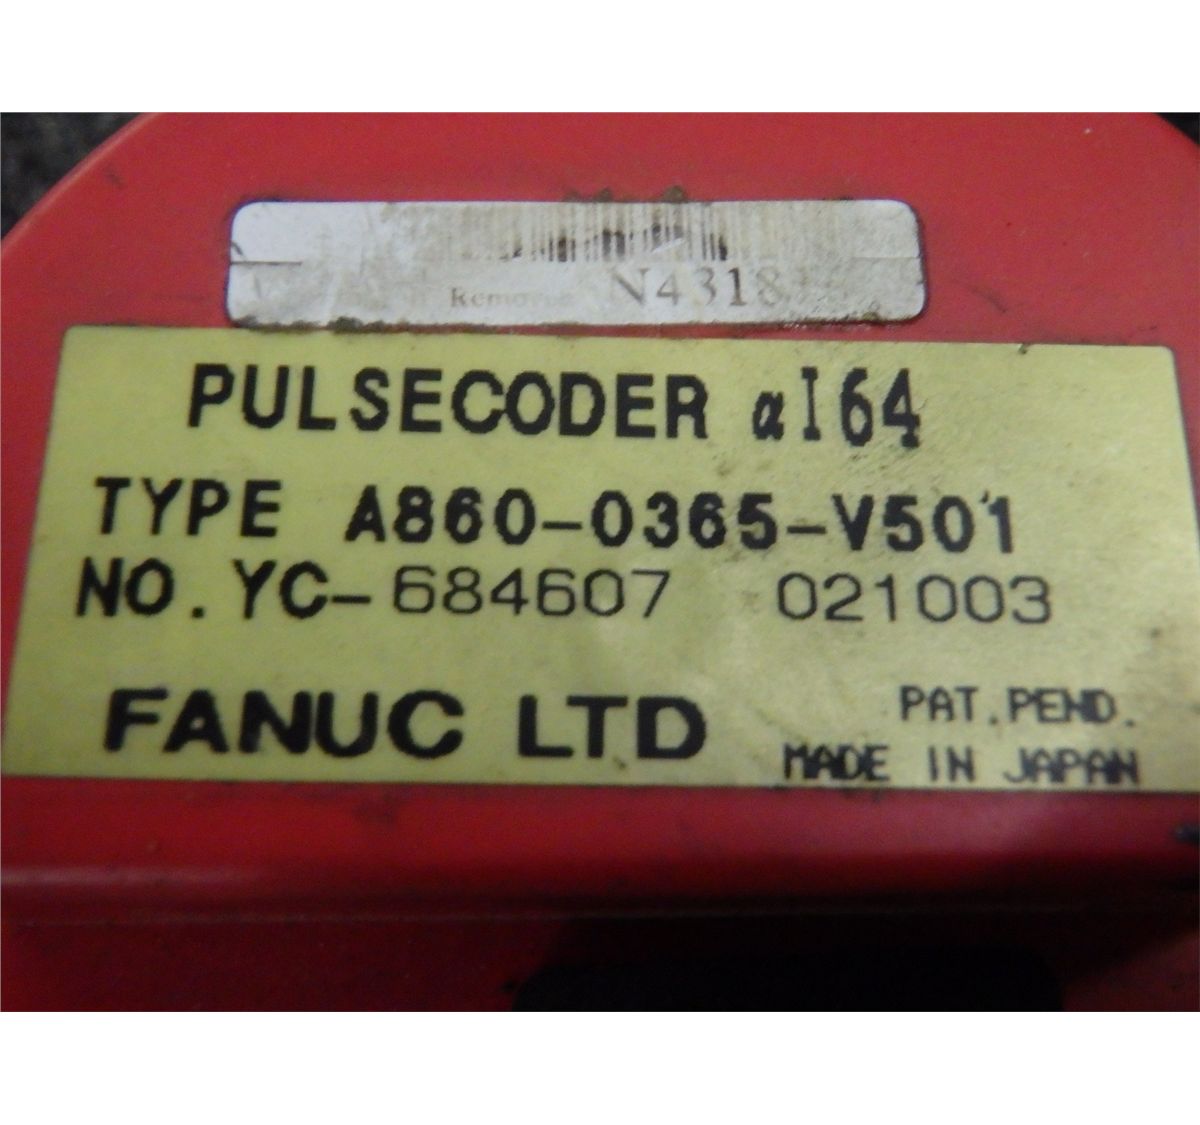 N4318
PULSECODER αI64
TYPE A860-0365-V501
NO. YC-684607 021003
FANUC LTD
PAT. PEND.
MADE IN JAPAN